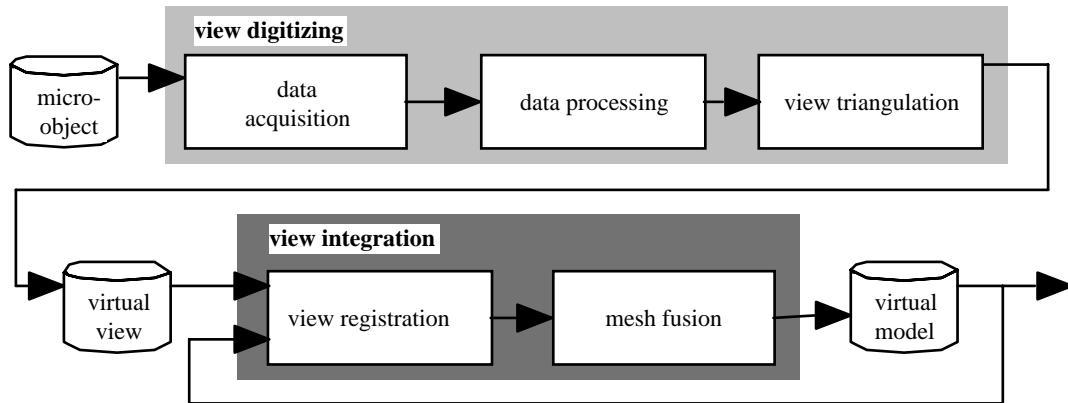 view digitizing
micro-
object
data
acquisition
data processing
view triangulation
view integration
virtual
view
view registration
mesh fusion
virtual
model